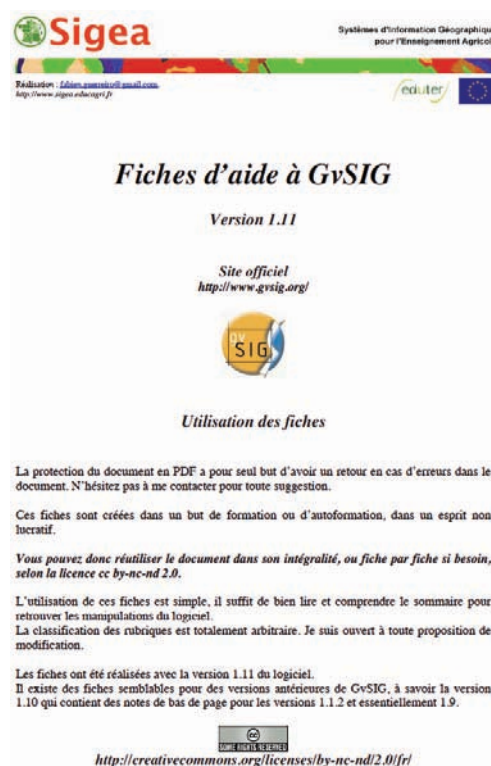 Sigea
Systèmes d'Information Géographiqu
pour l'Enseignement Agricol
Réalisation :
http://www.sigea.educagri.fr
eduter
Fiches d'aide à GvSIG
Version 1.11
Site officiel
http://www.gvsig.org/
gv
SIG
Utilisation des fiches
La protection du document en PDF a pour seul but d'avoir un retour en cas d'erreurs dans le
document. N'hésitez pas à me contacter pour toute suggestion.
Ces fiches sont créées dans un but de formation ou d'autoformation, dans un esprit non
lucratif.
Vous pouvez donc réutiliser le document dans son intégralité, ou fiche par fiche si besoin,
selon la licence cc by-nc-nd 2.0.
L'utilisation de ces fiches est simple, il suffit de bien lire et comprendre le sommaire pour
retrouver les manipulations du logiciel.
La classification des rubriques est totalement arbitraire. Je suis ouvert à toute proposition de
modification.
Les fiches ont été réalisées avec la version 1.11 du logiciel.
Il existe des fiches semblables pour des versions antérieures de GvSIG, à savoir la version
1.10 qui contient des notes de bas de page pour les versions 1.1.2 et essentiellement 1.9.
cc
SOME RIGHTS RESERVED
http://creativecommons.org/licenses/by-nc-nd/2.0/fr/